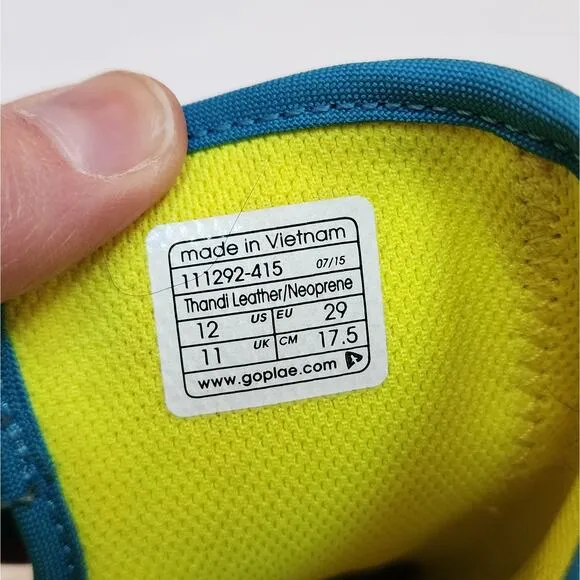 made in Vietnam
111292-415 07/15
Thandi Leather/Neoprene
12 US EU 29
11 UK CM 17.5
www.goplae.com